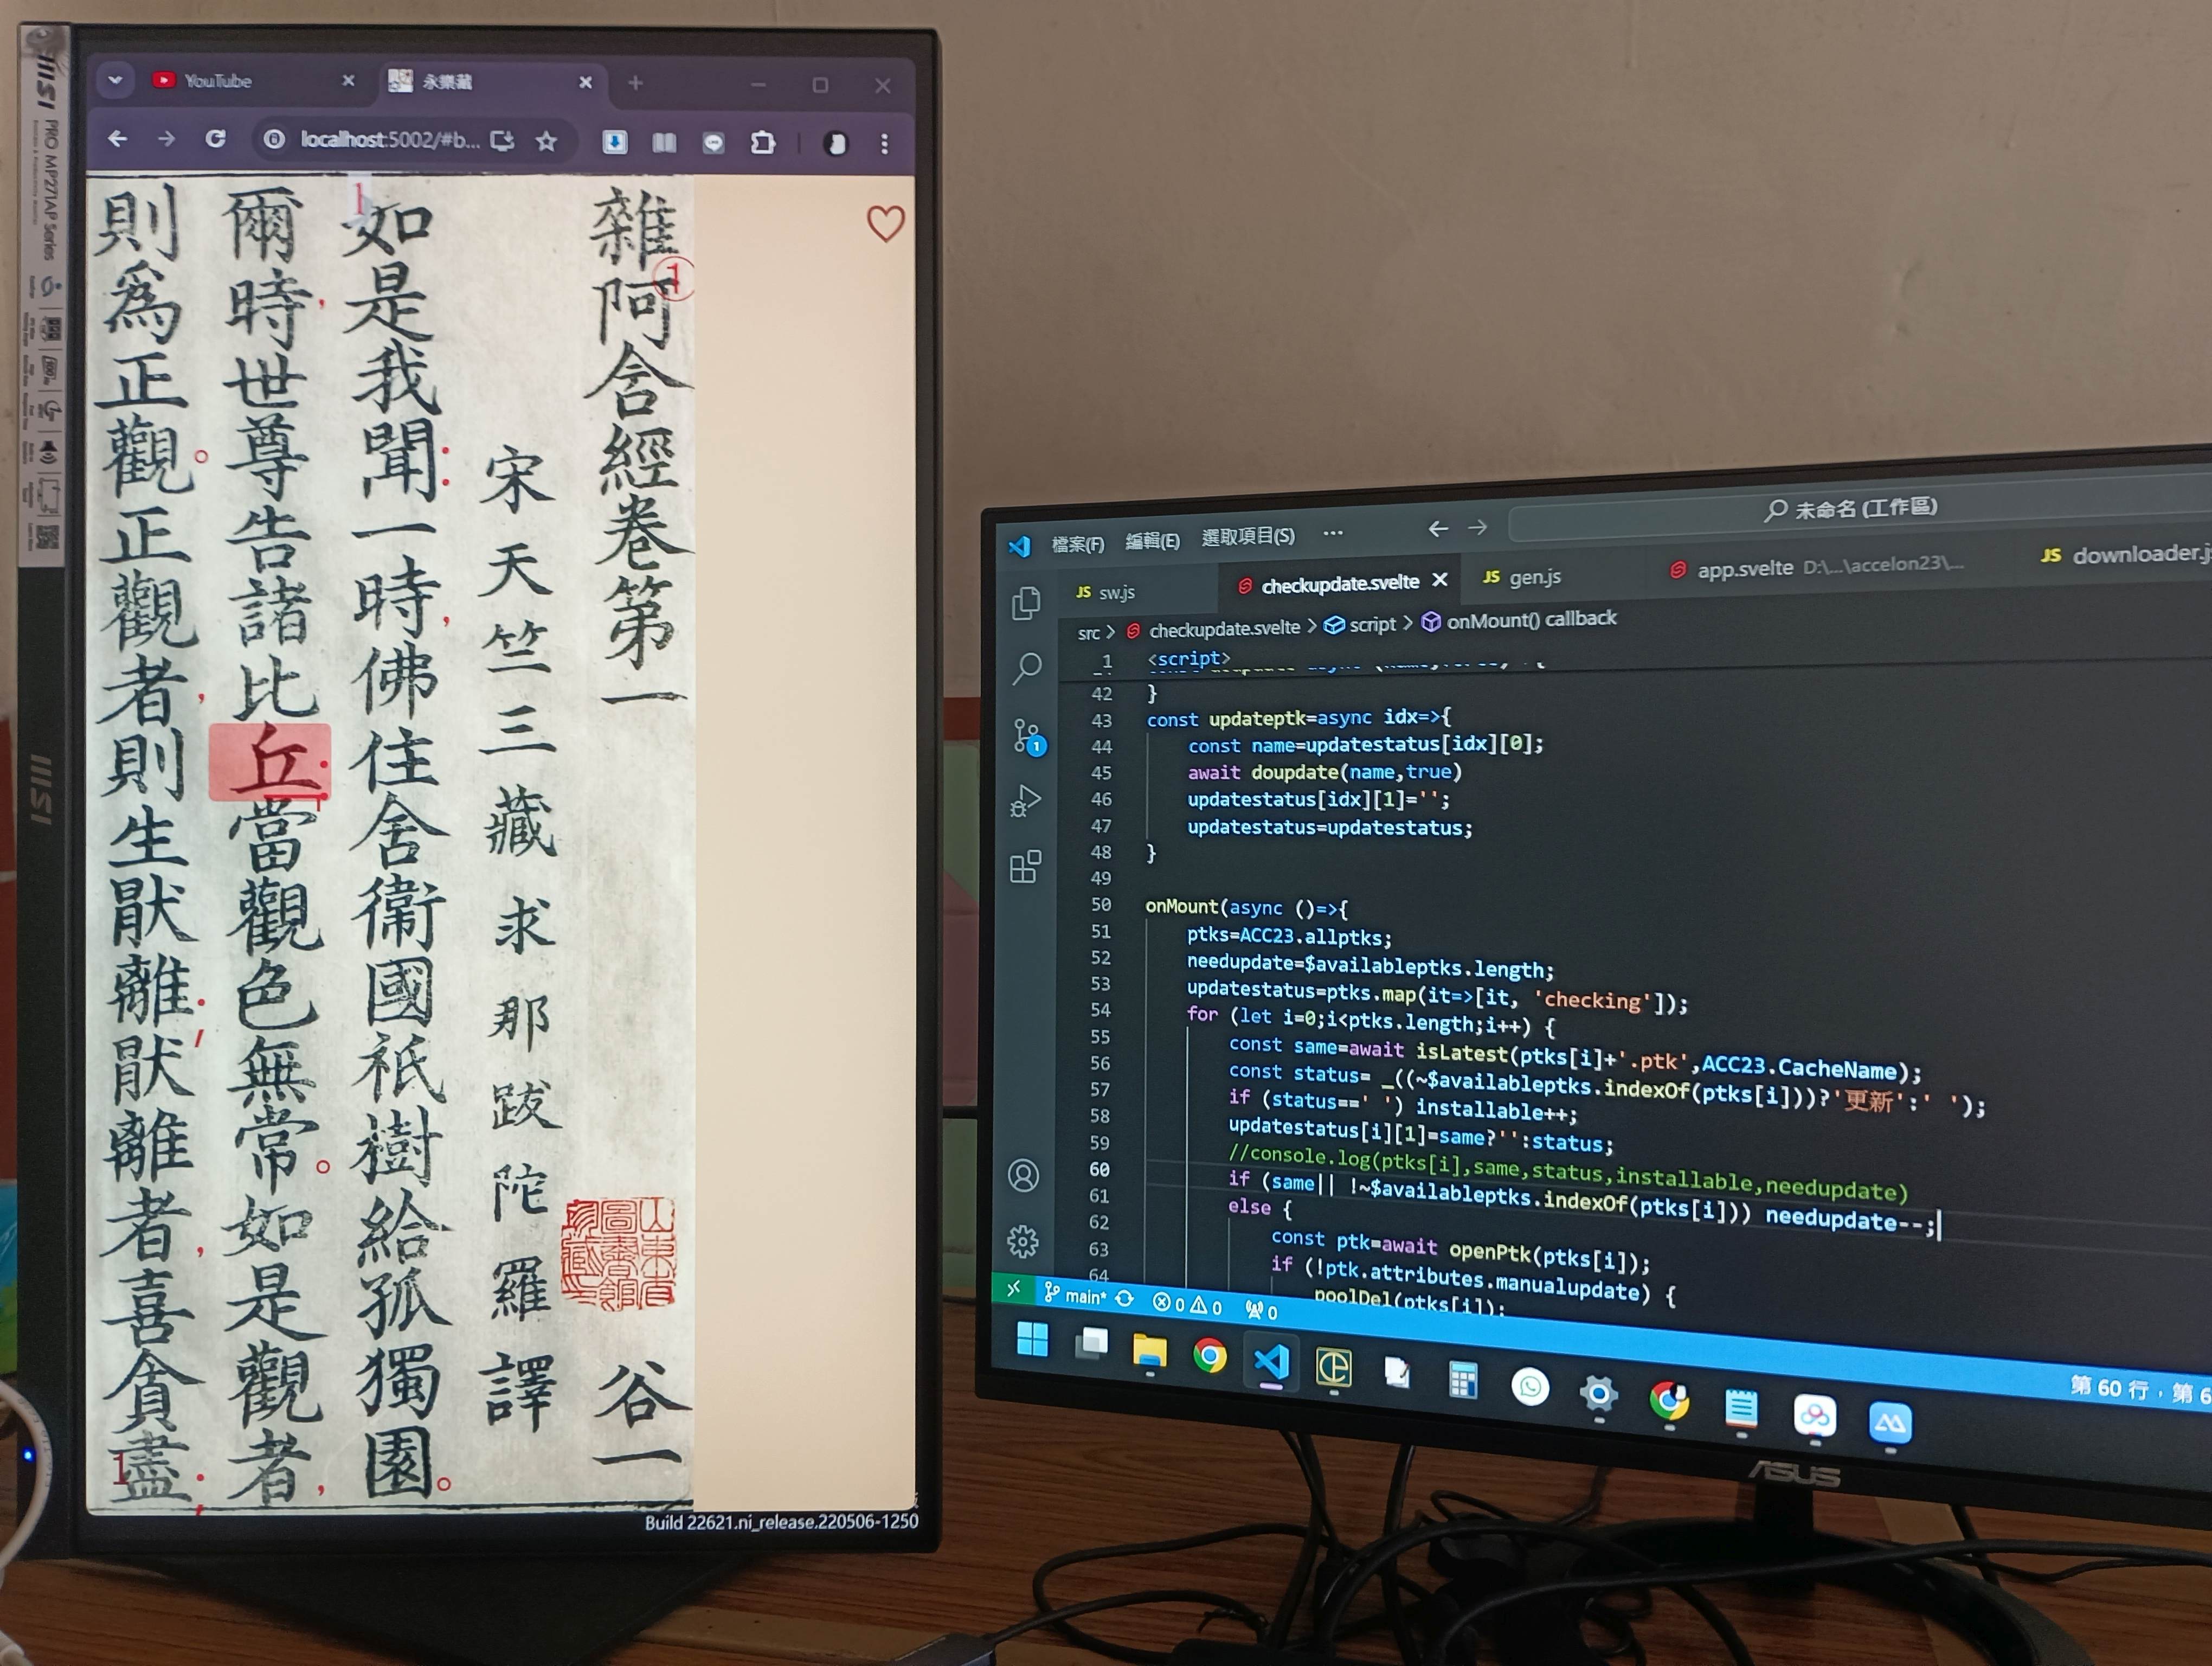 YouTube
永樂藏
localhost:5002/#b...
雜阿含經卷第一
谷一
宋天竺三藏求那跋陀羅譯
1
如是我聞：一時，佛住舍衞國祇樹給孤獨園。
爾時，世尊告諸比丘：「當觀色無常。如是觀者，
則爲正觀。正觀者，則生厭離；厭離者，喜貪盡；
1
Build 22621.ni_release.220506-1250
msi
PRO MP271AP Series
msi
檔案(F) 編輯(E) 選取項目(S) ...
未命名 (工作區)
JS sw.js
checkupdate.svelte
JS gen.js
app.svelte D:\...\accelon23\...
JS downloader.j
src > checkupdate.svelte > script > onMount() callback
1 <script>
42 }
43 const updateptk=async idx=>{
44 const name=updatestatus[idx][0];
45 await doupdate(name,true)
46 updatestatus[idx][1]='';
47 updatestatus=updatestatus;
48 }
49
50 onMount(async ()=>{
51 ptks=ACC23.allptks;
52 needupdate=$availableptks.length;
53 updatestatus=ptks.map(it=>[it, 'checking']);
54 for (let i=0;i<ptks.length;i++) {
55 const same=await isLatest(ptks[i]+'.ptk',ACC23.CacheName);
56 const status= _((~$availableptks.indexOf(ptks[i]))?'更新':' ');
57 if (status==' ') installable++;
58 updatestatus[i][1]=same?'':status;
59 //console.log(ptks[i],same,status,installable,needupdate)
60 if (same|| !~$availableptks.indexOf(ptks[i])) needupdate--;
61 else {
62 const ptk=await openPtk(ptks[i]);
63 if (!ptk.attributes.manualupdate) {
64 poolDel(ptks[i]);
main* 0 0 0
第 60 行，第 6
ASUS